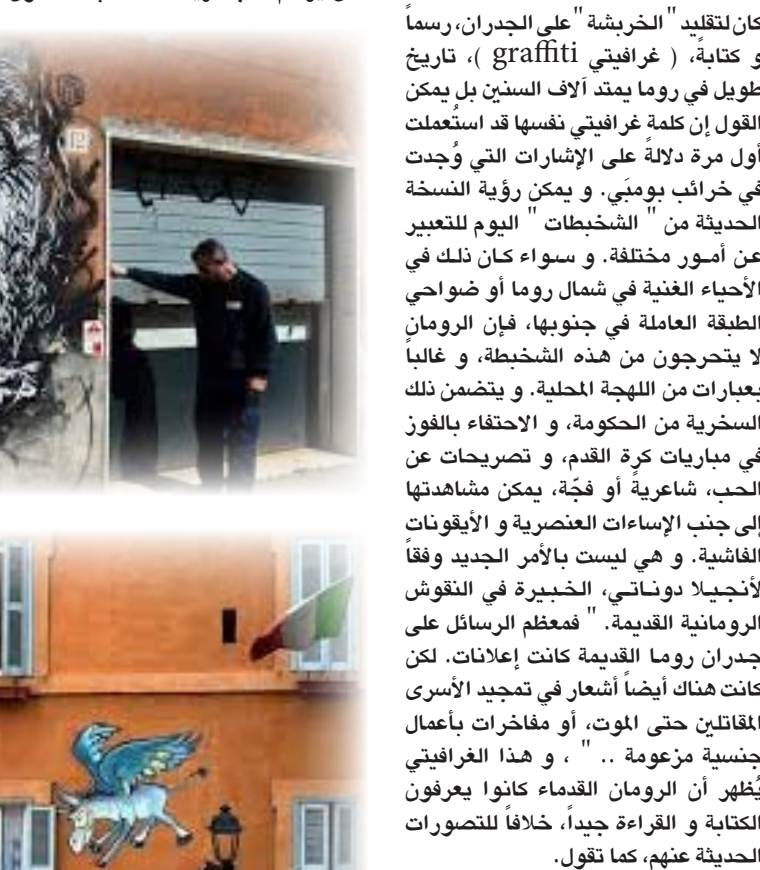 كان لتقليد " الخربشة "على الجدران، رسماً
و كتابةً، ( غرافيتي graffiti )، تاريخ
طويل في روما يمتد آلاف السنين بل يمكن
القول إن كلمة غرافيتي نفسها قد استُعملت
أول مرة دلالةً على الإشارات التي وُجدت
في خرائب بومبَي. و يمكن رؤية النسخة
الحديثة من " الشخبطات " اليوم للتعبير
عن أمور مختلفة. و سواء كان ذلك في
الأحياء الغنية في شمال روما أو ضواحي
الطبقة العاملة في جنوبها، فإن الرومان
لا يتحرجون من هذه الشخبطة، و غالباً
بعبارات من اللهجة المحلية. و يتضمن ذلك
السخرية من الحكومة، و الاحتفاء بالفوز
في مباريات كرة القدم، و تصريحات عن
الحب، شاعريةً أو فجّة، يمكن مشاهدتها
إلى جنب الإساءات العنصرية و الأيقونات
الفاشية. و هي ليست بالأمر الجديد وفقاً
لأنجيلا دوناتي، الخبيرة في النقوش
الرومانية القديمة. " فمعظم الرسائل على
جدران روما القديمة كانت إعلانات. لكن
كانت هناك أيضاً أشعار في تمجيد الأسرى
المقاتلين حتى الموت، أو مفاخرات بأعمال
جنسية مزعومة .. " ، و هذا الغرافيتي
يُظهر أن الرومان القدماء كانوا يعرفون
الكتابة و القراءة جيداً، خلافاً للتصورات
الحديثة عنهم، كما تقول.